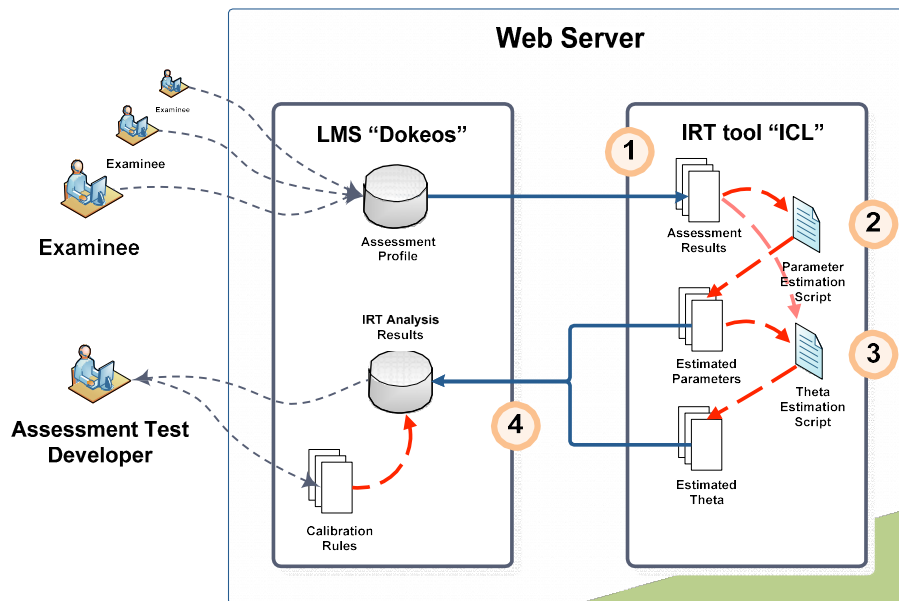 Web Server
LMS “Dokeos”
IRT tool “ICL”
Examinee
Examinee
Examinee
Assessment
Profile
1
Assessment
Results
2
Parameter
Estimation
Script
IRT Analysis
Results
Estimated
Parameters
3
Theta
Estimation
Script
Assessment Test
Developer
4
Calibration
Rules
Estimated
Theta